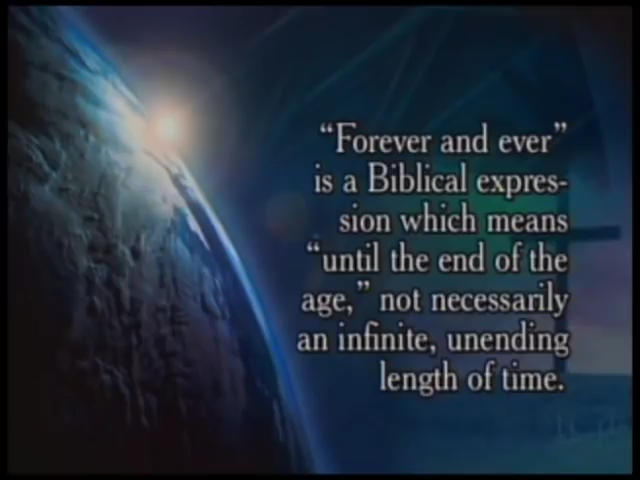 “Forever and ever”
is a Biblical expres-
sion which means
“until the end of the
age,” not necessarily
an infinite, unending
length of time.